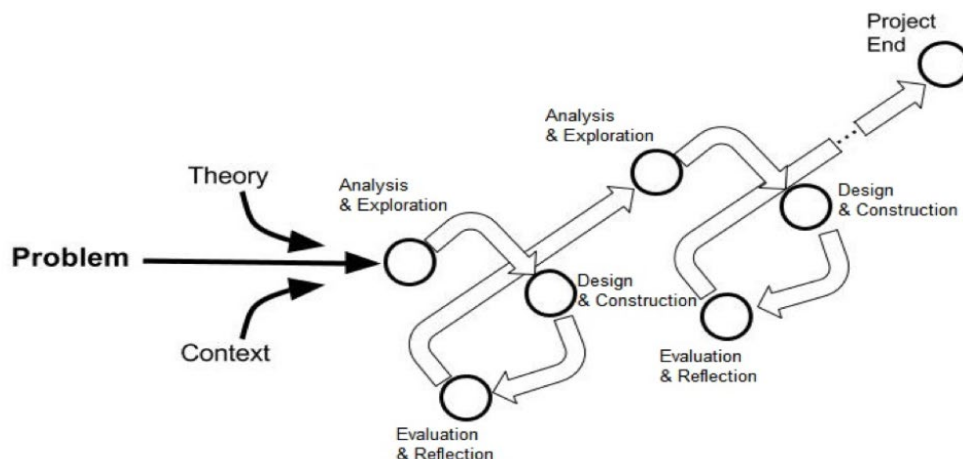 Project
End
Analysis
& Exploration
Theory
Analysis
& Exploration
Design
& Construction
Problem
Design
& Construction
Context
Evaluation
& Reflection
Evaluation
& Reflection